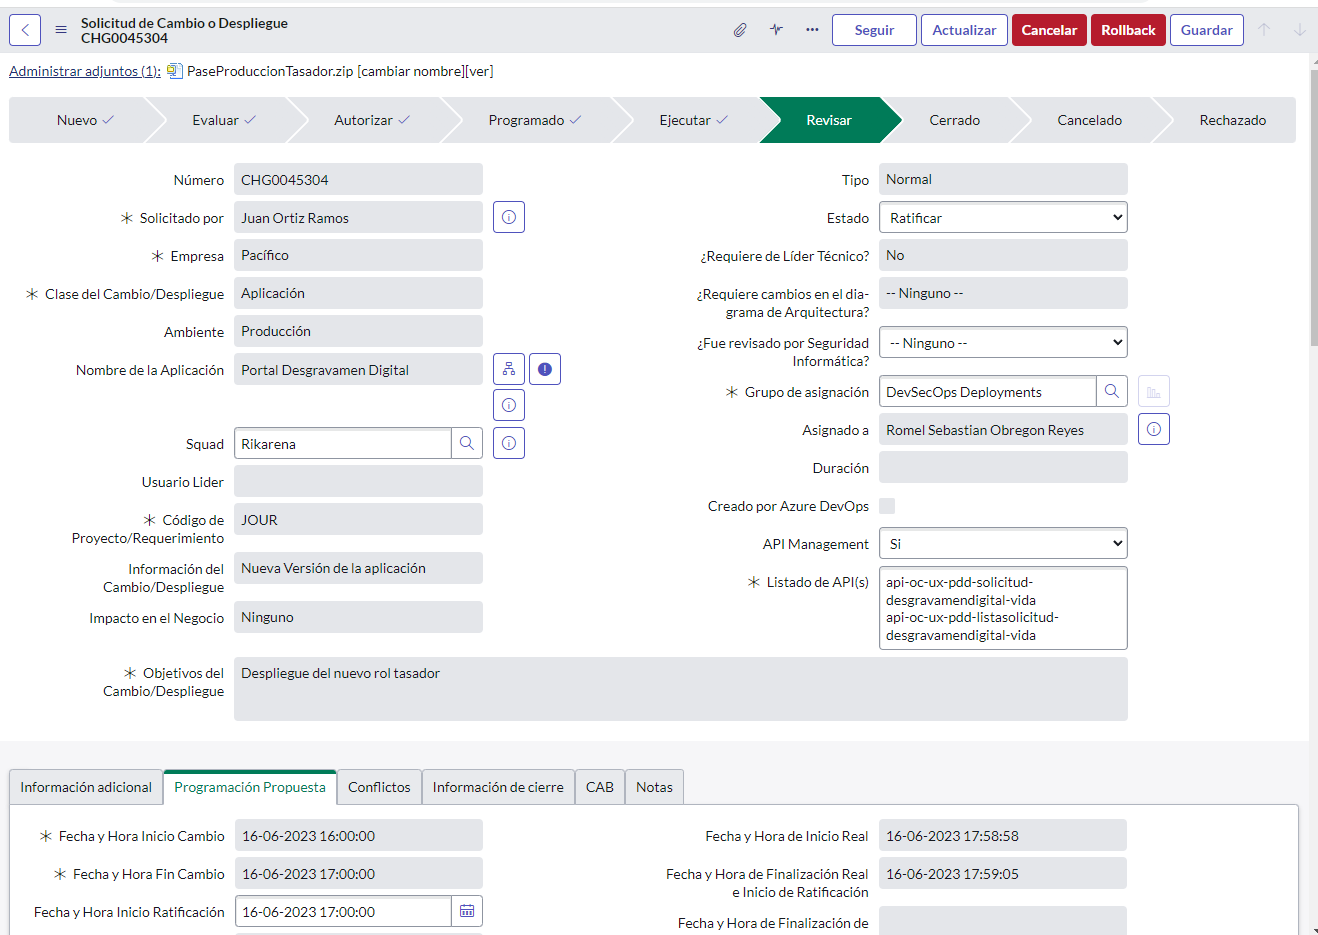 Solicitud de Cambio o Despliegue
CHG0045304
Seguir
Actualizar
Cancelar
Rollback
Guardar
Administrar adjuntos (1): PaseProduccionTasador.zip [cambiar nombre][ver]
Nuevo
Evaluar
Autorizar
Programado
Ejecutar
Revisar
Cerrado
Cancelado
Rechazado
Número CHG0045304
Solicitado por Juan Ortiz Ramos
Empresa Pacífico
Clase del Cambio/Despliegue Aplicación
Ambiente Producción
Nombre de la Aplicación Portal Desgravamen Digital
Squad Rikarena
Usuario Lider
Código de
Proyecto/Requerimiento
JOUR
Información del
Cambio/Despliegue
Nueva Versión de la aplicación
Impacto en el Negocio Ninguno
Tipo Normal
Estado Ratificar
¿Requiere de Líder Técnico? No
¿Requiere cambios en el dia-
grama de Arquitectura?
-- Ninguno --
¿Fue revisado por Seguridad
Informática?
-- Ninguno --
Grupo de asignación DevSecOps Deployments
Asignado a Romel Sebastian Obregon Reyes
Duración
Creado por Azure DevOps
API Management Si
Listado de API(s) api-oc-ux-pdd-solicitud-
desgravamendigital-vida
api-oc-ux-pdd-listasolicitud-
desgravamendigital-vida
Objetivos del
Cambio/Despliegue
Despliegue del nuevo rol tasador
Información adicional
Programación Propuesta
Conflictos
Información de cierre
CAB
Notas
Fecha y Hora Inicio Cambio 16-06-2023 16:00:00
Fecha y Hora Fin Cambio 16-06-2023 17:00:00
Fecha y Hora Inicio Ratificación 16-06-2023 17:00:00
Fecha y Hora de Inicio Real 16-06-2023 17:58:58
Fecha y Hora de Finalización Real
e Inicio de Ratificación
16-06-2023 17:59:05
Fecha y Hora de Finalización de